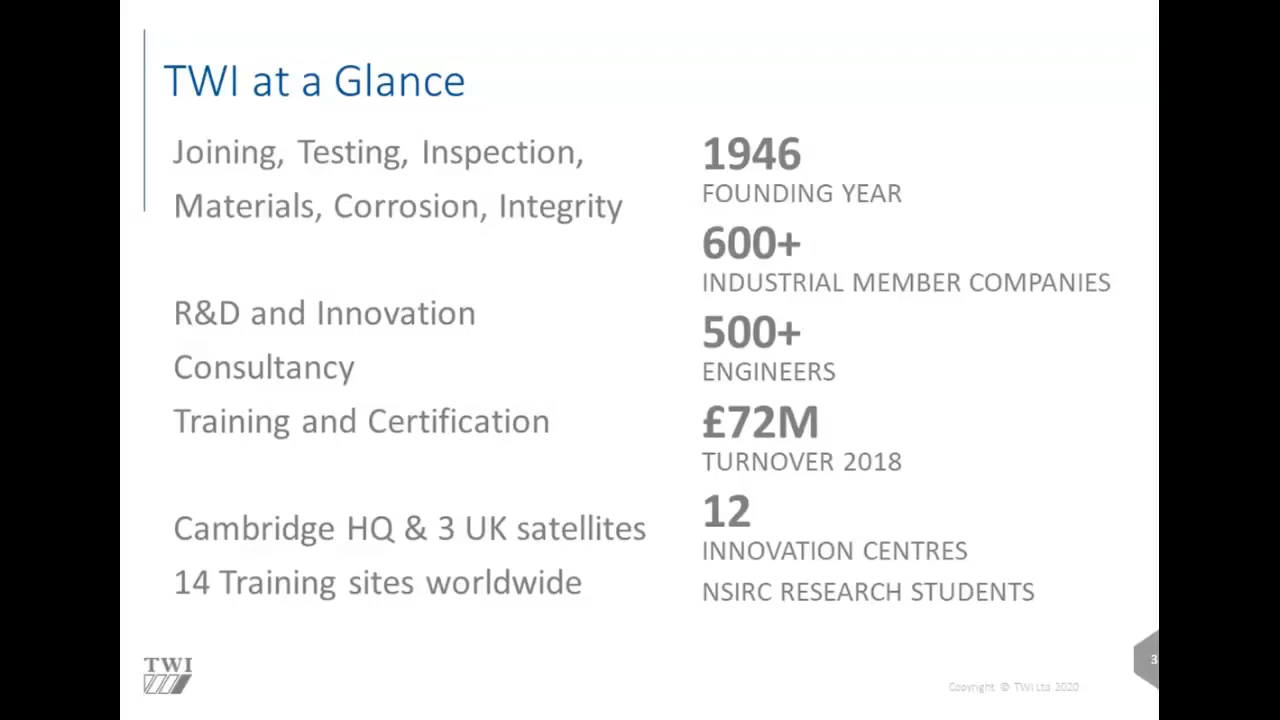 TWI at a Glance
Joining, Testing, Inspection,
Materials, Corrosion, Integrity
R&D and Innovation
Consultancy
Training and Certification
Cambridge HQ & 3 UK satellites
14 Training sites worldwide
1946
FOUNDING YEAR
600+
INDUSTRIAL MEMBER COMPANIES
500+
ENGINEERS
£72M
TURNOVER 2018
12
INNOVATION CENTRES
NSIRC RESEARCH STUDENTS
TWI
Copyright © TWI Ltd 2020
3